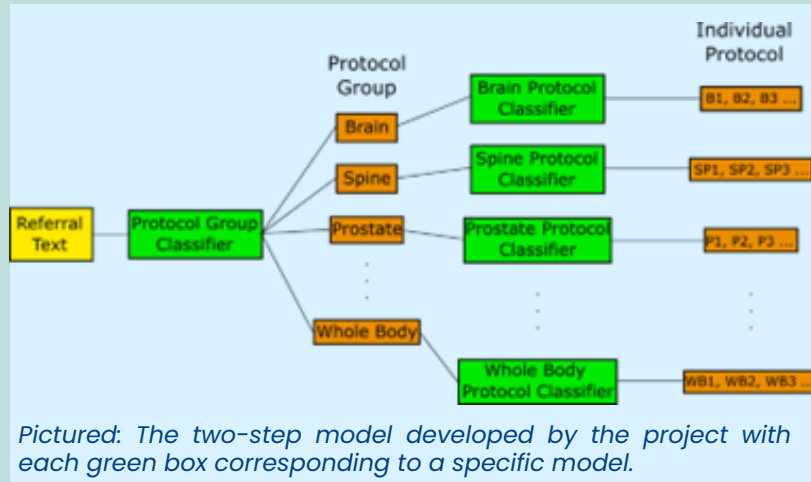 Individual
Protocol
Protocol
Group
Brain Protocol
Classifier
B1, B2, B3 ...
Brain
Spine Protocol
Classifier
SP1, SP2, SP3 ...
Spine
Referral
Text
Protocol Group
Classifier
Prostate
Prostate Protocol
Classifier
P1, P2, P3 ...
Whole Body
Whole Body
Protocol Classifier
WB1, WB2, WB3 ...
Pictured: The two-step model developed by the project with
each green box corresponding to a specific model.